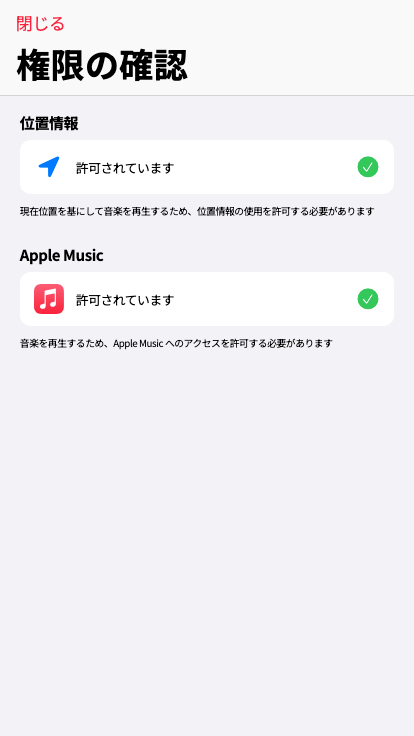 閉じる
権限の確認
位置情報
許可されています
現在位置を基にして音楽を再生するため、位置情報の使用を許可する必要があります
Apple Music
許可されています
音楽を再生するため、Apple Music へのアクセスを許可する必要があります